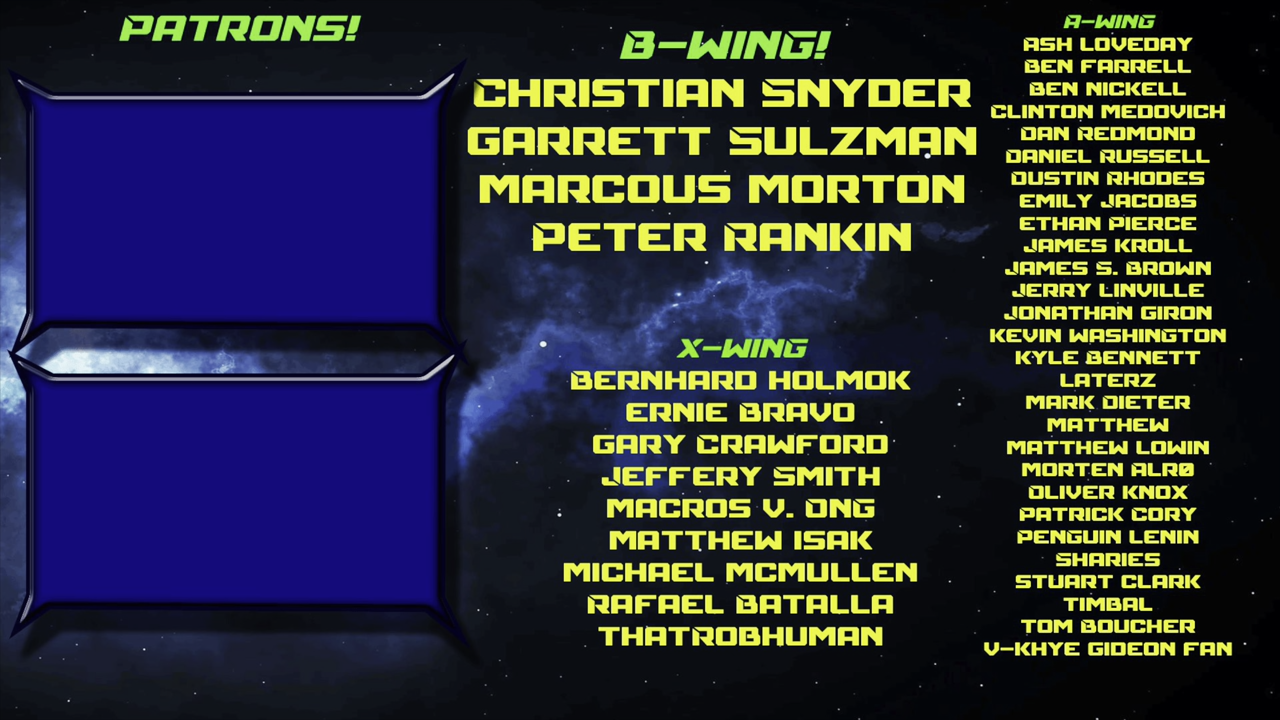 PATRONS!
B-WING!
CHRISTIAN SNYDER
GARRETT SULZMAN
MARCOUS MORTON
PETER RANKIN
X-WING
BERNHARD HOLMOK
ERNIE BRAVO
GARY CRAWFORD
JEFFERY SMITH
MACROS V. ONG
MATTHEW ISAK
MICHAEL MCMULLEN
RAFAEL BATALLA
THATROBHUMAN
A-WING
ASH LOVEDAY
BEN FARRELL
BEN NICKELL
CLINTON MEDOVICH
DAN REDMOND
DANIEL RUSSELL
DUSTIN RHODES
EMILY JACOBS
ETHAN PIERCE
JAMES KROLL
JAMES S. BROWN
JERRY LINVILLE
JONATHAN GIRON
KEVIN WASHINGTON
KYLE BENNETT
LATERZ
MARK DIETER
MATTHEW
MATTHEW LOWIN
MORTEN ALRØ
OLIVER KNOX
PATRICK CORY
PENGUIN LENIN
SHARIES
STUART CLARK
TIMBAL
TOM BOUCHER
V-KHYE GIDEON FAN